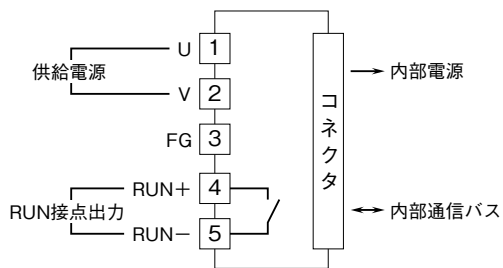 供給電源
U 1
V 2
FG 3
RUN接点出力
RUN+ 4
RUN− 5
コネクタ
内部電源
内部通信バス